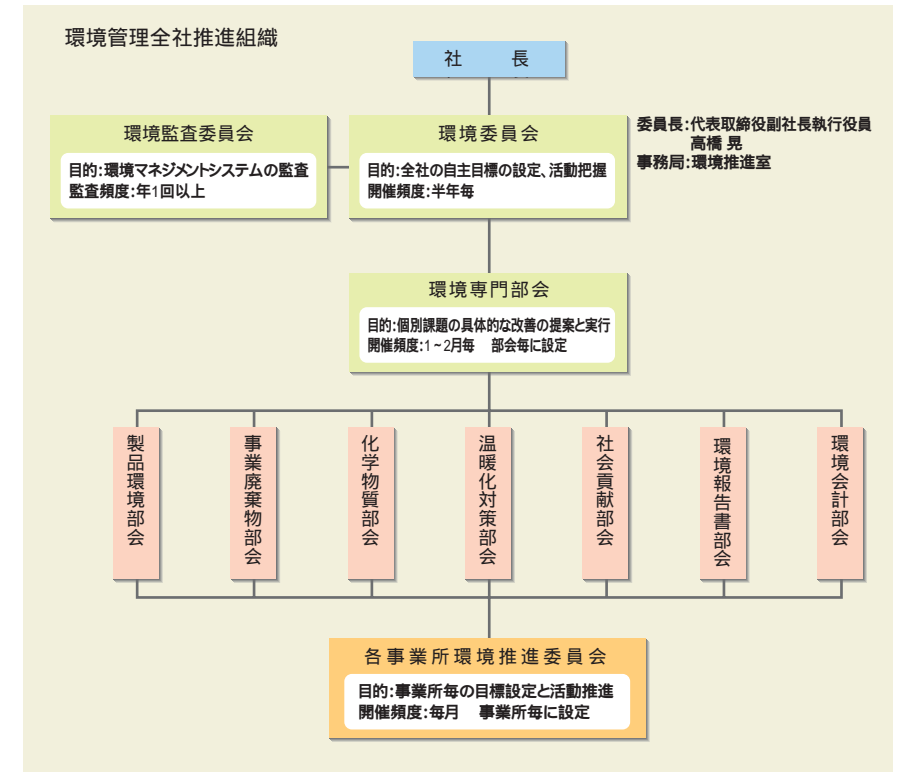 環境管理全社推進組織
社 長
環境監査委員会
目的:環境マネジメントシステムの監査
監査頻度:年1回以上
環境委員会
目的:全社の自主目標の設定、活動把握
開催頻度:半年毎
委員長:代表取締役副社長執行役員
高橋 晃
事務局:環境推進室
環境専門部会
目的:個別課題の具体的な改善の提案と実行
開催頻度:1~2月毎 部会毎に設定
製品環境部会
事業廃棄物部会
化学物質部会
温暖化対策部会
社会貢献部会
環境報告書部会
環境会計部会
各事業所環境推進委員会
目的:事業所毎の目標設定と活動推進
開催頻度:毎月 事業所毎に設定